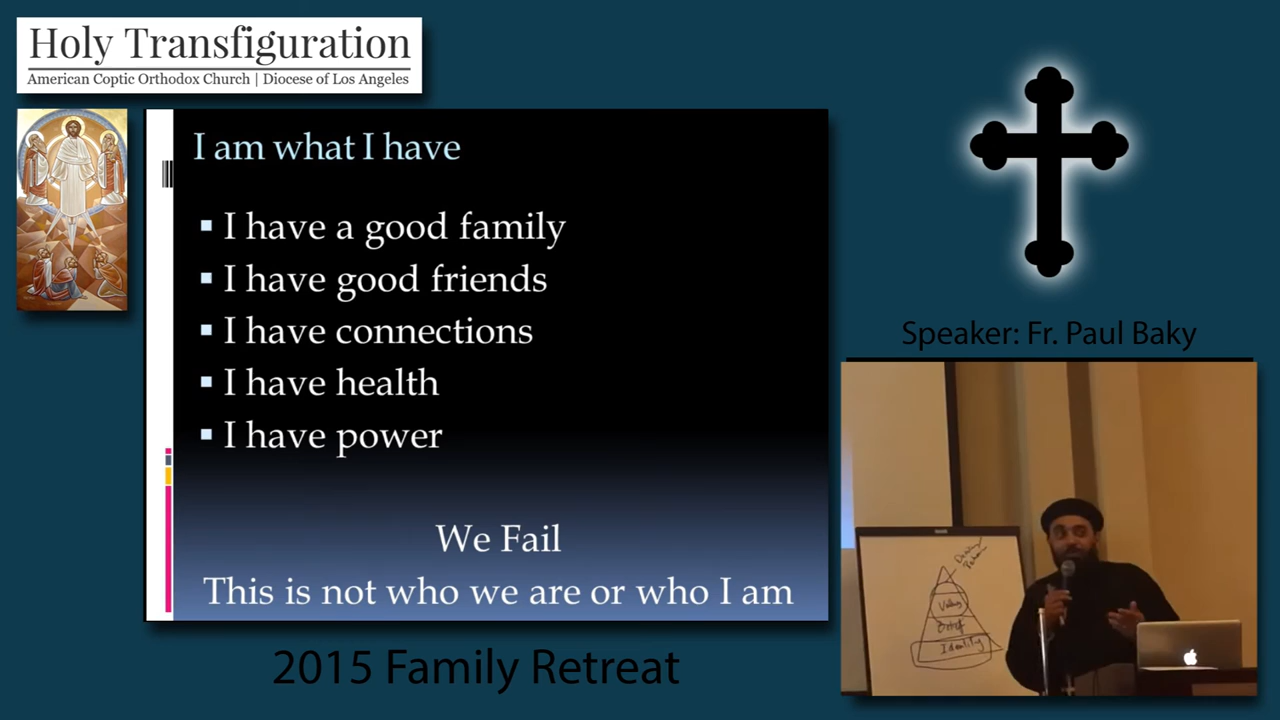 Holy Transfiguration
American Coptic Orthodox Church | Diocese of Los Angeles
I am what I have
▪ I have a good family
▪ I have good friends
▪ I have connections
▪ I have health
▪ I have power
We Fail
This is not who we are or who I am
2015 Family Retreat
Speaker: Fr. Paul Baky
Values
Belief
Identity